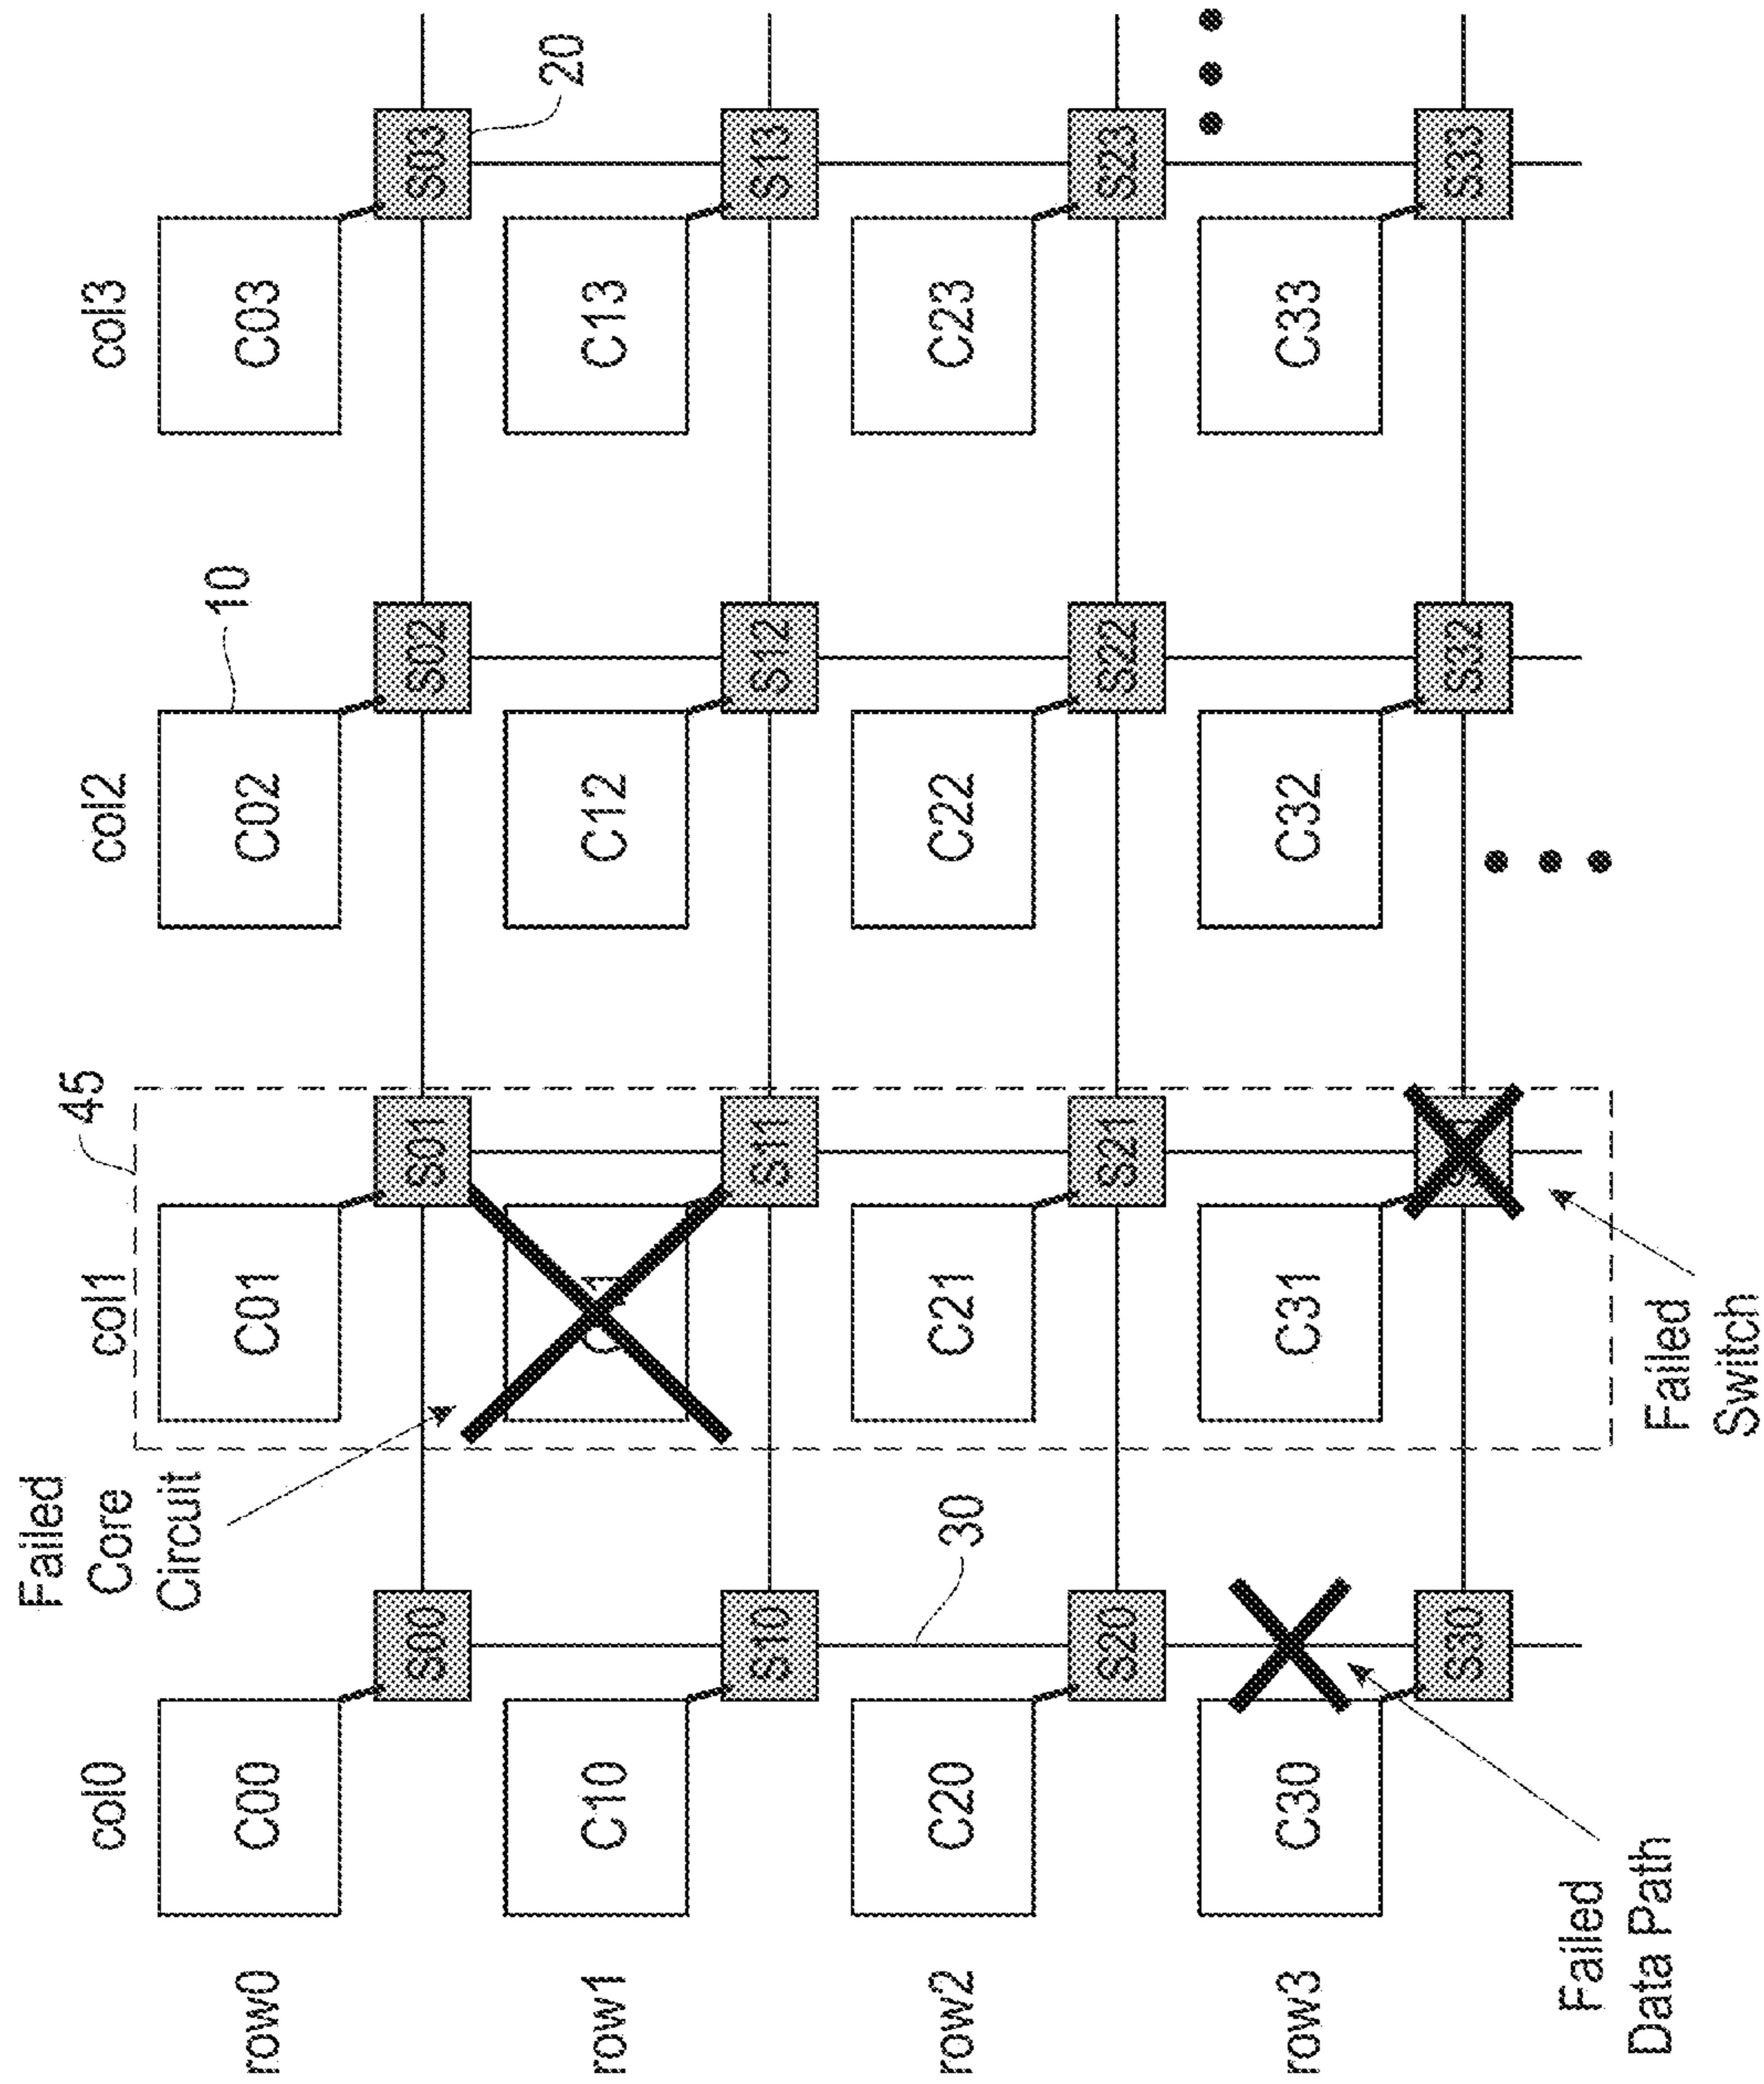 Failed
Core
Circuit
45
col0 col1 col2 col3
10
row0 C00 C01 C02 C03
S00 S01 S02 S03
20
row1 C10 C12 C13
S10 S11 S12 S13
30
row2 C20 C21 C22 C23
S20 S21 S22 S23
row3 C30 C31 C32 C33
S30 S32 S33
Failed
Data Path
Failed
Switch